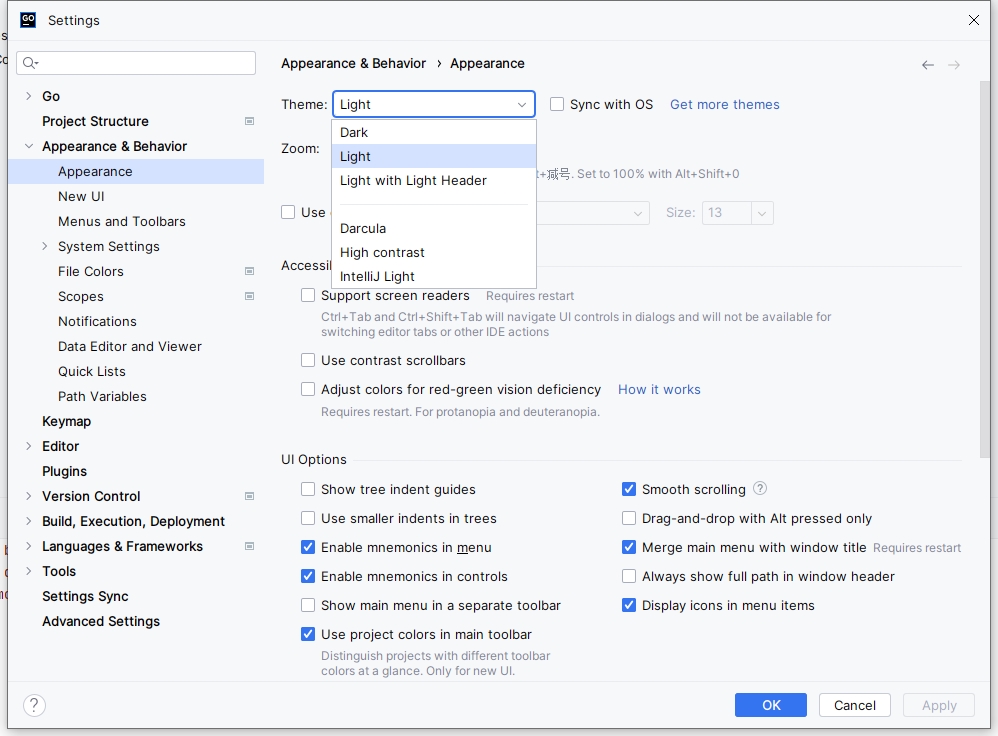 GO
Settings
Appearance & Behavior › Appearance
Go
Project Structure
Appearance & Behavior
Appearance
New UI
Menus and Toolbars
System Settings
File Colors
Scopes
Notifications
Data Editor and Viewer
Quick Lists
Path Variables
Keymap
Editor
Plugins
Version Control
Build, Execution, Deployment
Languages & Frameworks
Tools
Settings Sync
Advanced Settings
Theme: Light Sync with OS Get more themes
Dark
Light
Light with Light Header
Darcula
High contrast
IntelliJ Light
Zoom:
t+减号. Set to 100% with Alt+Shift+0
Use Size: 13
Support screen readers Requires restart
Ctrl+Tab and Ctrl+Shift+Tab will navigate UI controls in dialogs and will not be available for
switching editor tabs or other IDE actions
Use contrast scrollbars
Adjust colors for red-green vision deficiency How it works
Requires restart. For protanopia and deuteranopia.
UI Options
Show tree indent guides
Use smaller indents in trees
Enable mnemonics in menu
Enable mnemonics in controls
Show main menu in a separate toolbar
Use project colors in main toolbar
Distinguish projects with different toolbar
colors at a glance. Only for new UI.
Smooth scrolling ?
Drag-and-drop with Alt pressed only
Merge main menu with window title Requires restart
Always show full path in window header
Display icons in menu items
?
OK Cancel Apply